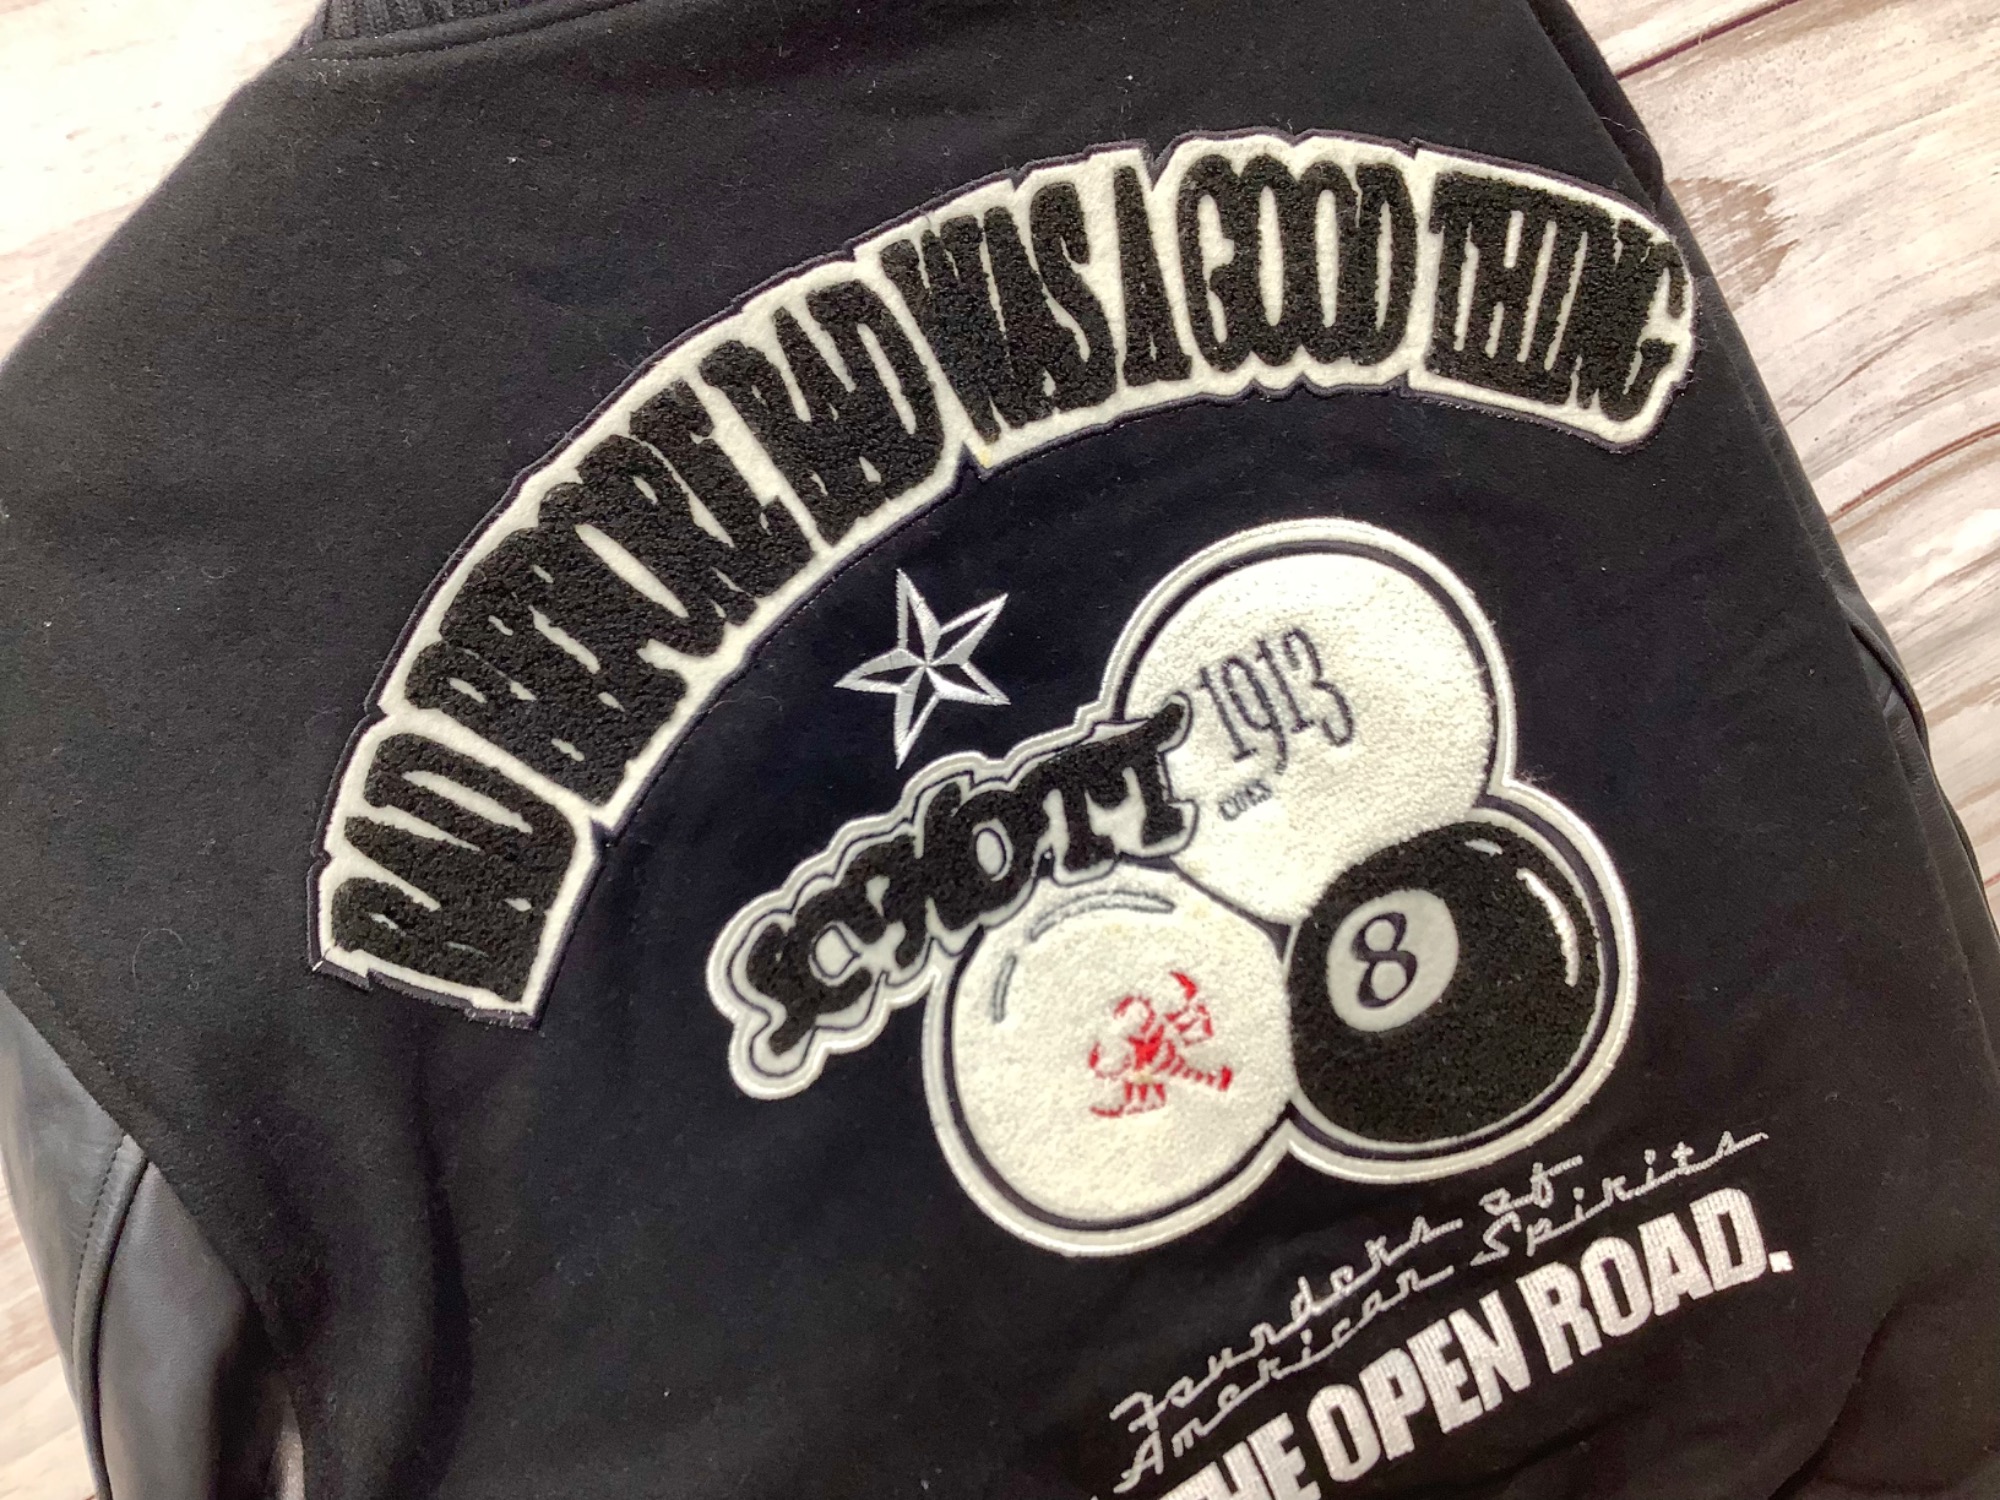 BAD BEFORE BAD WAS A GOOD THING
1913
SCHOTT
8
Founders of
American Spirits
THE OPEN ROAD.